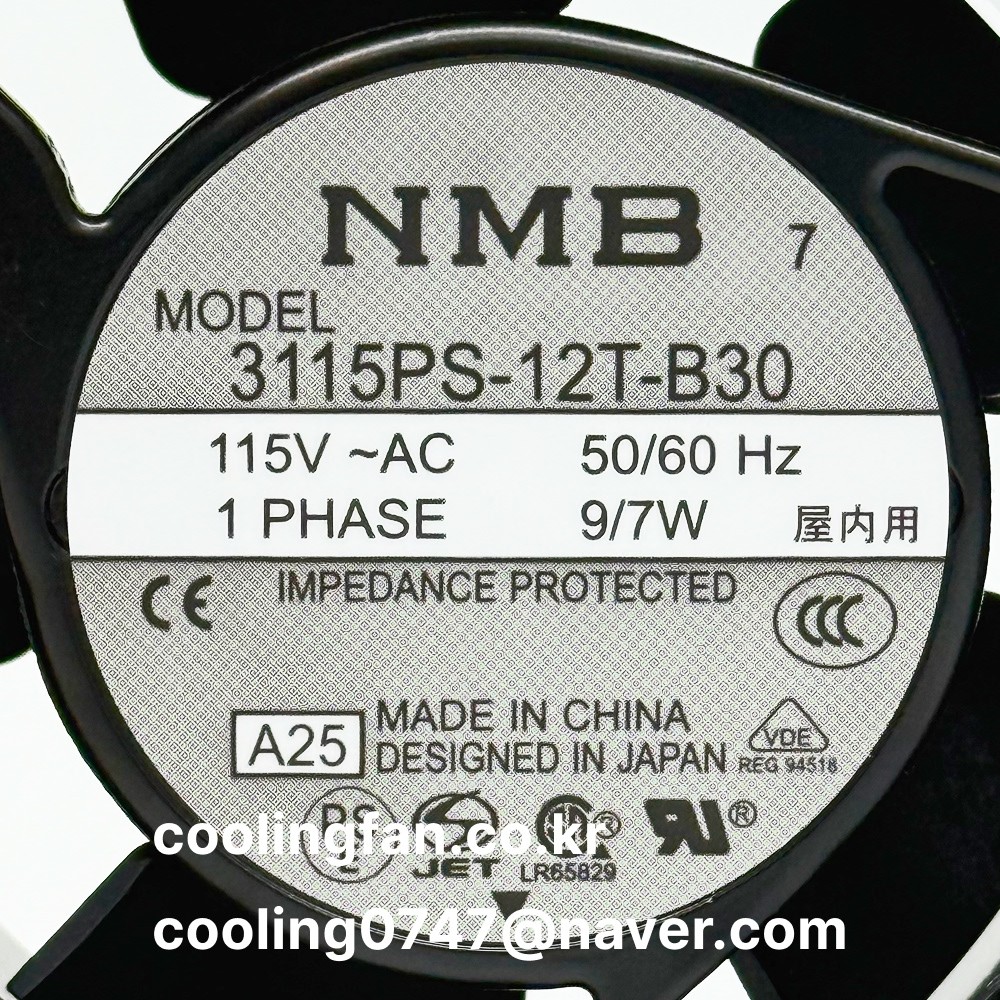 NMB
7
MODEL
3115PS-12T-B30
115V ~AC 50/60 Hz
1 PHASE 9/7W 屋内用
CE IMPEDANCE PROTECTED
CCC
A25 MADE IN CHINA
DESIGNED IN JAPAN
VDE
REG 94518
PS
E
JET
LR65829
®
coolingfan.co.kr
cooling0747@naver.com